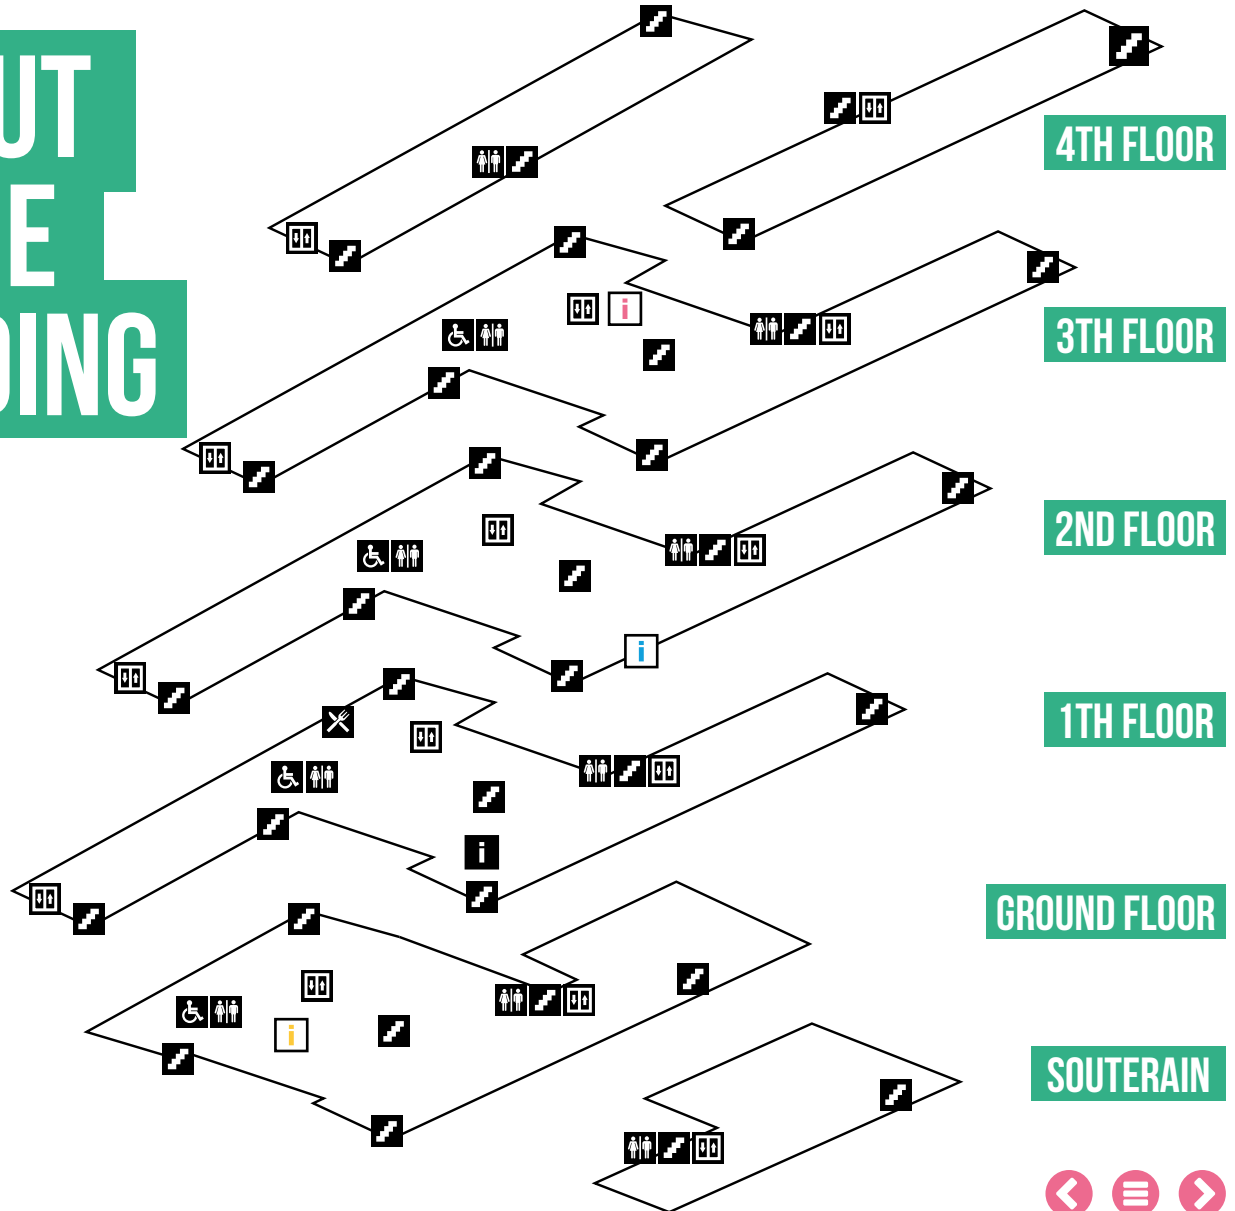 UT
E
DING
4TH FLOOR
3TH FLOOR
2ND FLOOR
1TH FLOOR
GROUND FLOOR
SOUTERAIN
i
i
i
i